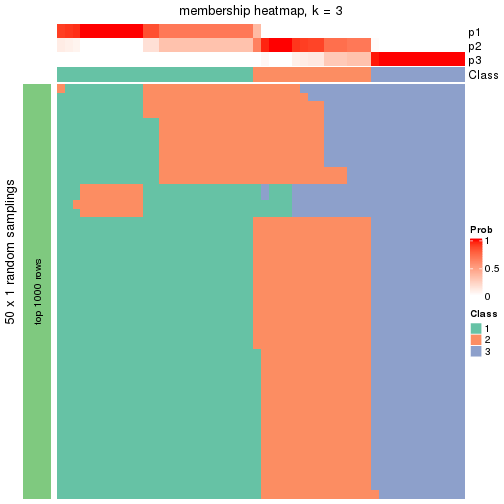 membership heatmap, k = 3
p1
p2
p3
Class
50 x 1 random samplings
top 1000 rows
Prob
1
0.5
0
Class
1
2
3